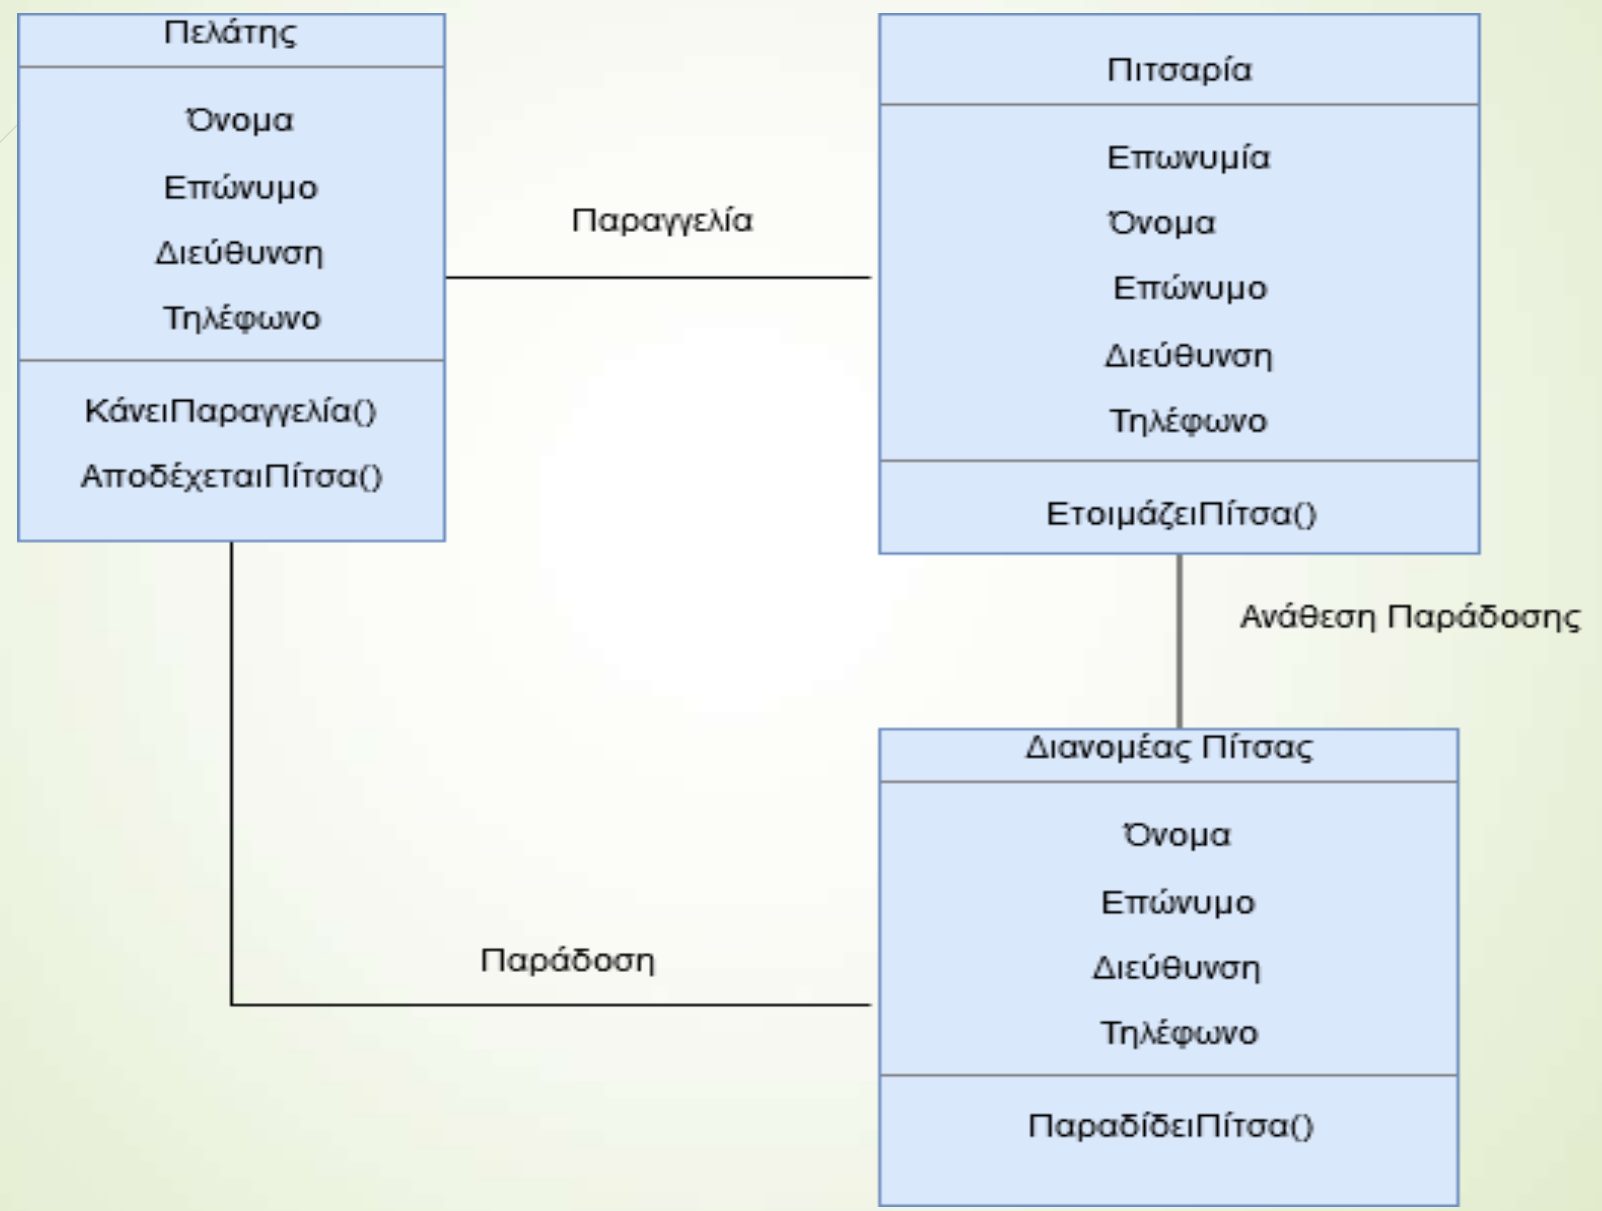 Πελάτης
Όνομα
Επώνυμο
Διεύθυνση
Τηλέφωνο
ΚάνειΠαραγγελία()
ΑποδέχεταιΠίτσα()
Παραγγελία
Πιτσαρία
Επωνυμία
Όνομα
Επώνυμο
Διεύθυνση
Τηλέφωνο
ΕτοιμάζειΠίτσα()
Ανάθεση Παράδοσης
Διανομέας Πίτσας
Όνομα
Επώνυμο
Διεύθυνση
Τηλέφωνο
ΠαραδίδειΠίτσα()
Παράδοση